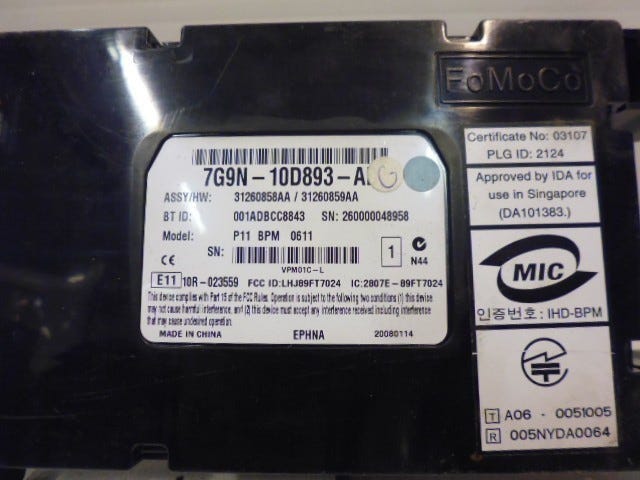 FoMoCo
7G9N-10D893-A
G
ASSY/HW: 31260858AA / 31260859AA
BT ID: 001ADBCC8843 SN: 260000048958
Model: P11 BPM 0611
SN:
1
N44
VPM01C-L
CE
E11 10R-023559 FCC ID:LHJ89FT7024 IC:2807E-89FT7024
This device complies with Part 15 of the FCC Rules. Operation is subject to the following two conditions (1) this device
may not cause harmful interference, and (2) this device must accept any interference received including interference
that may cause undesired operation.
MADE IN CHINA EPHNA 20080114
Certificate No: 03107
PLG ID: 2124
Approved by IDA for
use in Singapore
(DA101383.)
MIC
인증번호: IHD-BPM
T A06 - 0051005
R 005NYDA0064